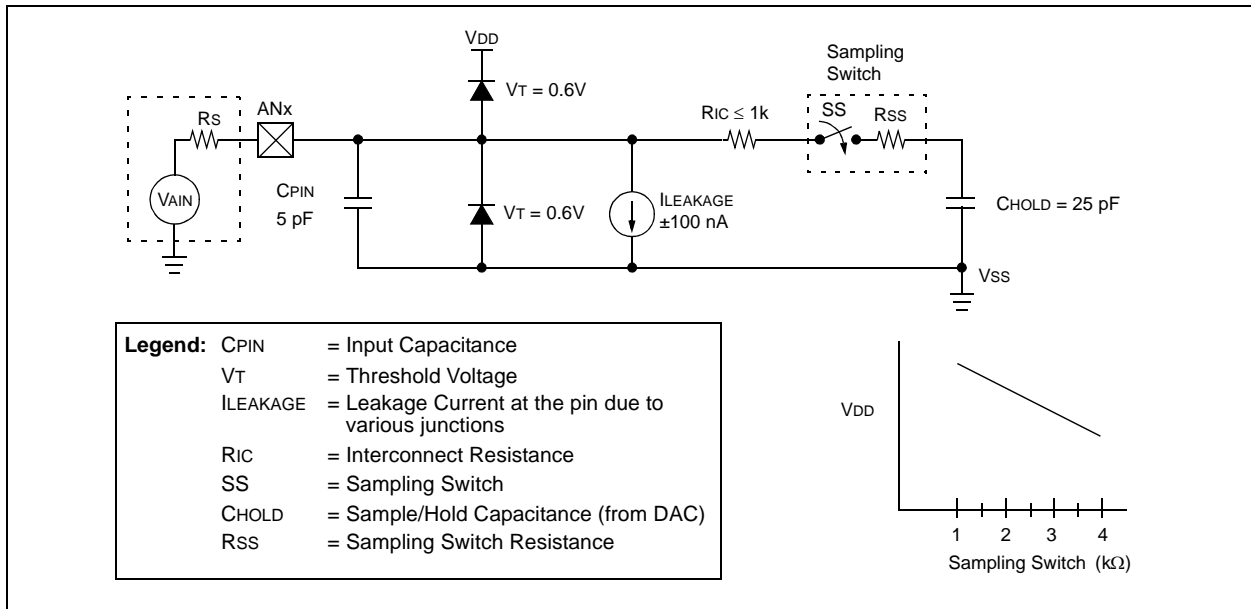 VDD
Sampling
Switch
VT = 0.6V
RS
ANx
RIC ≤ 1k
SS
RSS
VAIN
CPIN
5 pF
VT = 0.6V
ILEAKAGE
±100 nA
CHOLD = 25 pF
VSS
Legend: CPIN = Input Capacitance
VT = Threshold Voltage
ILEAKAGE = Leakage Current at the pin due to
various junctions
RIC = Interconnect Resistance
SS = Sampling Switch
CHOLD = Sample/Hold Capacitance (from DAC)
RSS = Sampling Switch Resistance
VDD
1 2 3 4
Sampling Switch (kΩ)